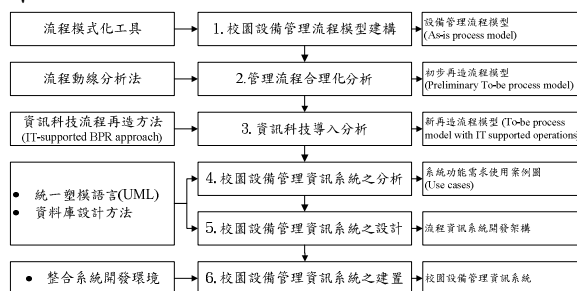 流程模式化工具
1. 校園設備管理流程模型建構
設備管理流程模型
(As-is process model)
流程動線分析法
2.管理流程合理化分析
初步再造流程模型
(Preliminary To-be process model)
資訊科技流程再造方法
(IT-supported BPR approach)
3. 資訊科技導入分析
新再造流程模型 (To-be process
model with IT supported operations)
• 統一塑模語言(UML)
• 資料庫設計方法
4. 校園設備管理資訊系統之分析
系統功能需求使用案例圖
(Use cases)
5. 校園設備管理資訊系統之設計
流程資訊系統開發架構
• 整合系統開發環境
6. 校園設備管理資訊系統之建置
校園設備管理資訊系統